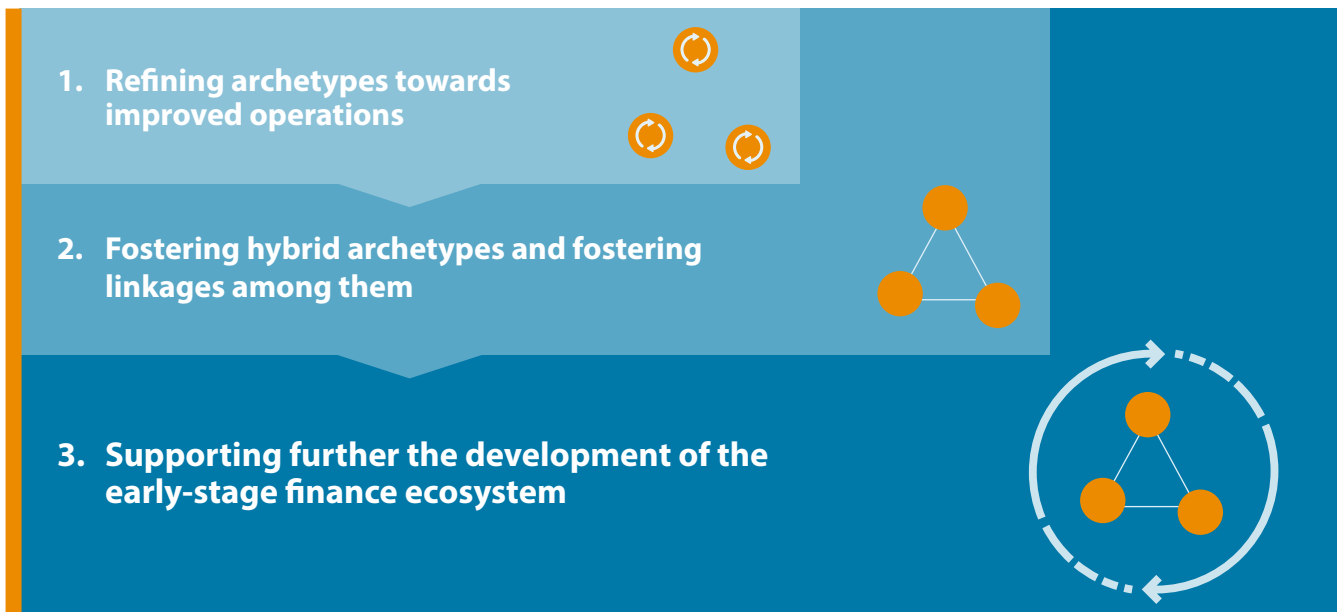 1. Refining archetypes towards
improved operations
2. Fostering hybrid archetypes and fostering
linkages among them
3. Supporting further the development of the
early-stage finance ecosystem